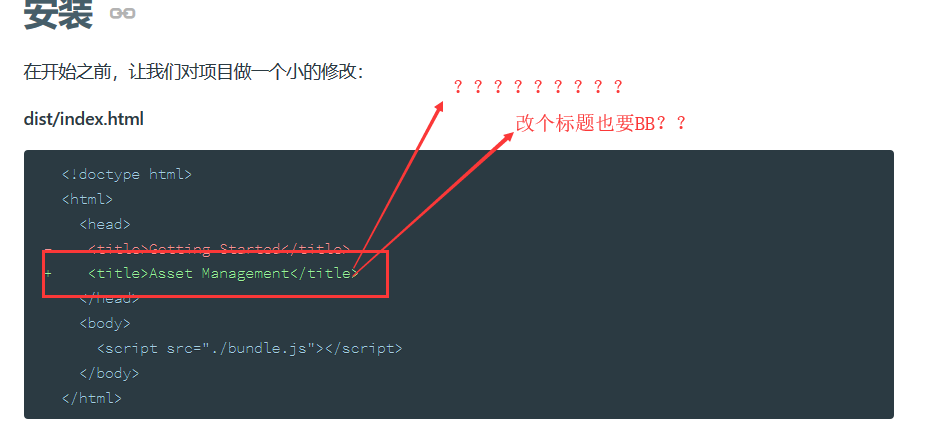 安装
在开始之前，让我们对项目做一个小的修改：
？？？？？？？？？
dist/index.html
改个标题也要BB？？
<!doctype html>
<html>
<head>
- <title>Getting Started</title>
+ <title>Asset Management</title>
</head>
<body>
<script src="./bundle.js"></script>
</body>
</html>